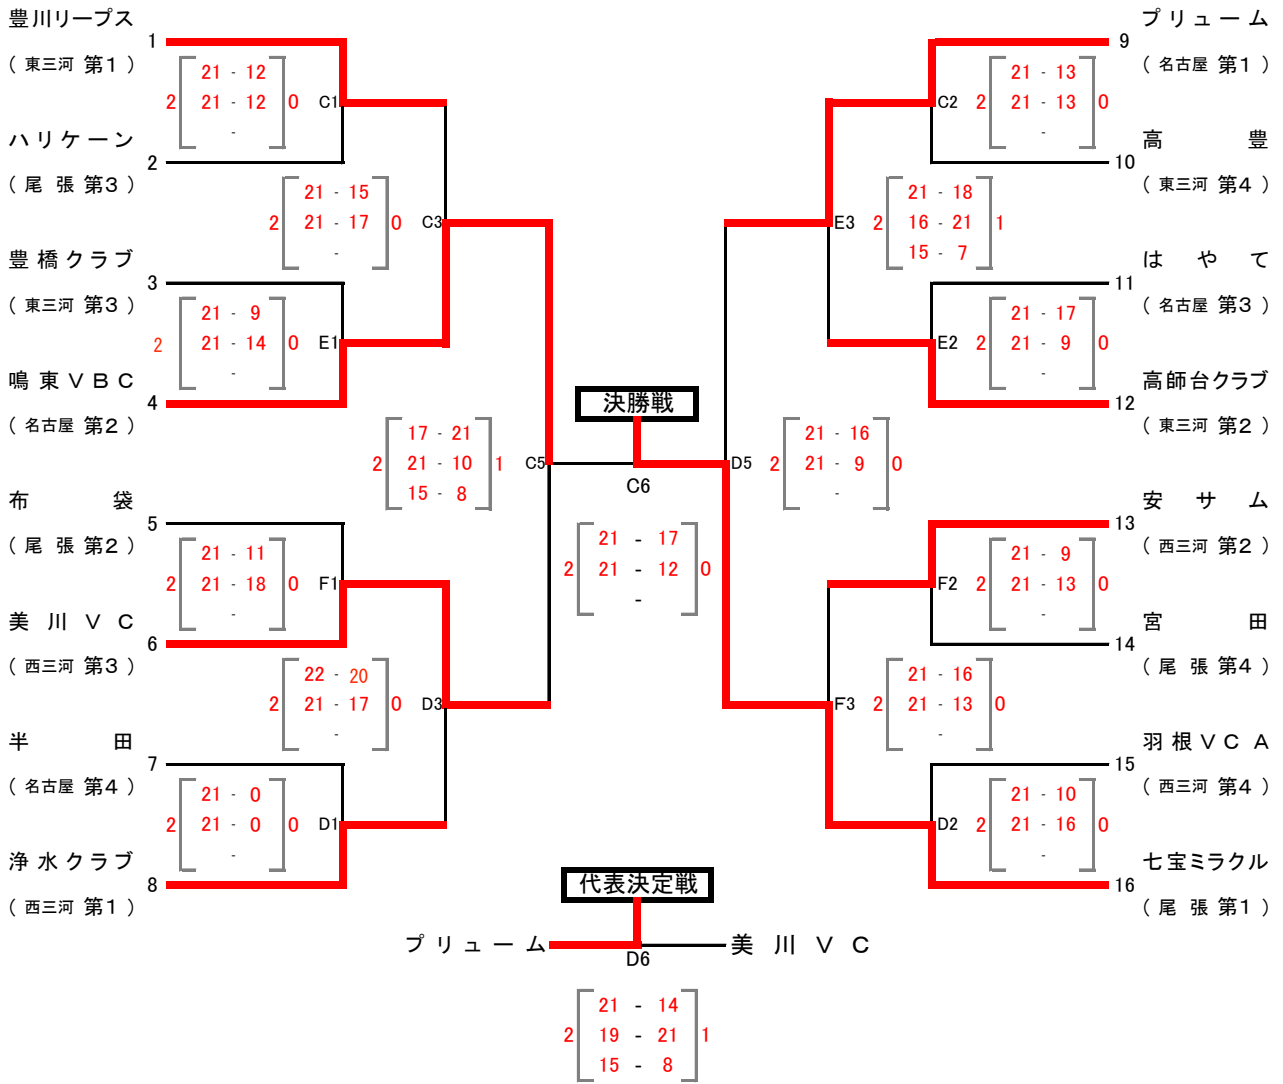 豊川リープス
1
（ 東三河 第１ ）
21 - 12
2 21 - 12 0
-
C1
ハリケーン
2
（ 尾 張 第３ ）
21 - 15
2 21 - 17 0
-
C3
豊橋クラブ
3
（ 東三河 第３ ）
21 - 9
2 21 - 14 0
-
E1
鳴東ＶＢＣ
4
（ 名古屋 第２ ）
17 - 21
2 21 - 10 1
15 - 8
C5
布 袋
5
（ 尾 張 第２ ）
21 - 11
2 21 - 18 0
-
F1
美川ＶＣ
6
（ 西三河 第３ ）
22 - 20
2 21 - 17 0
-
D3
半 田
7
（ 名古屋 第４ ）
21 - 0
2 21 - 0 0
-
D1
浄水クラブ
8
（ 西三河 第１ ）
決勝戦
C6
21 - 17
2 21 - 12 0
-
プリューム
9
（ 名古屋 第１ ）
C2
21 - 13
2 21 - 13 0
-
高 豊
10
（ 東三河 第４ ）
E3
21 - 18
2 16 - 21 1
15 - 7
はやて
11
（ 名古屋 第３ ）
E2
21 - 17
2 21 - 9 0
-
高師台クラブ
12
（ 東三河 第２ ）
D5
21 - 16
2 21 - 9 0
-
安サム
13
（ 西三河 第２ ）
F2
21 - 9
2 21 - 13 0
-
宮 田
14
（ 尾 張 第４ ）
F3
21 - 16
2 21 - 13 0
-
羽根ＶＣＡ
15
（ 西三河 第４ ）
D2
21 - 10
2 21 - 16 0
-
七宝ミラクル
16
（ 尾 張 第１ ）
代表決定戦
プリューム 美川ＶＣ
D6
21 - 14
2 19 - 21 1
15 - 8